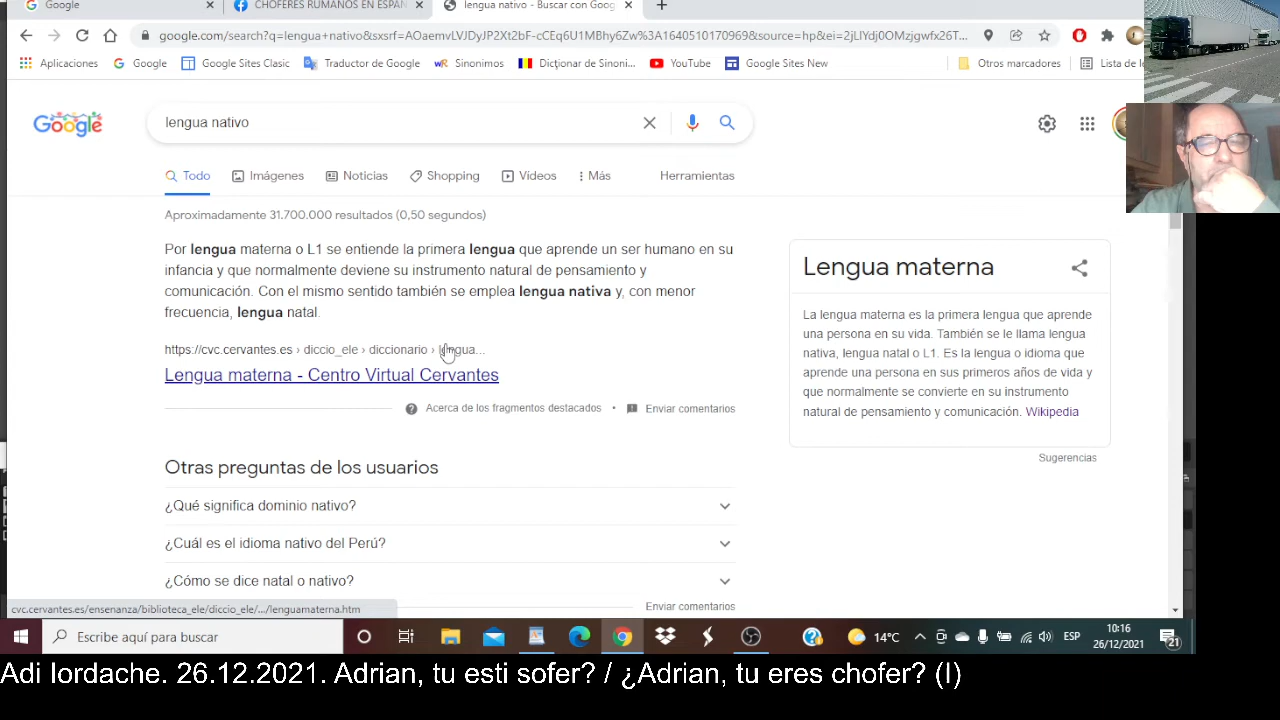 Google
CHOFERES RUMANOS EN ESPAÑ
lengua nativo - Buscar con Goog
google.com/search?q=lengua+nativo&sxsrf=
Aplicaciones
Google
Google Sites Clasic
Traductor de Google
Sinonimos
Dicţionar de Sinoni...
YouTube
Google Sites New
Otros marcadores
Lista de
Google
lengua nativo
Todo
Imágenes
Noticias
Shopping
Vídeos
Más
Herramientas
Aproximadamente 31.700.000 resultados (0,50 segundos)
Por lengua materna o L1 se entiende la primera lengua que aprende un ser humano en su
infancia y que normalmente deviene su instrumento natural de pensamiento y
comunicación. Con el mismo sentido también se emplea lengua nativa y, con menor
frecuencia, lengua natal.
https://cvc.cervantes.es › diccio_ele › diccionario › lengua...
Lengua materna - Centro Virtual Cervantes
Acerca de los fragmentos destacados • Enviar comentarios
Otras preguntas de los usuarios
¿Qué significa dominio nativo?
¿Cuál es el idioma nativo del Perú?
¿Cómo se dice natal o nativo?
Enviar comentarios
Lengua materna
La lengua materna es la primera lengua que aprende
una persona en su vida. También se le llama lengua
nativa, lengua natal o L1. Es la lengua o idioma que
aprende una persona en sus primeros años de vida y
que normalmente se convierte en su instrumento
natural de pensamiento y comunicación. Wikipedia
Sugerencias
cvc.cervantes.es/ensenanza/biblioteca_ele/diccio_ele/.../lenguamaterna.htm
Escribe aquí para buscar
14°C
ESP
10:16
26/12/2021
21
Adi Iordache. 26.12.2021. Adrian, tu esti sofer? / ¿Adrian, tu eres chofer? (I)